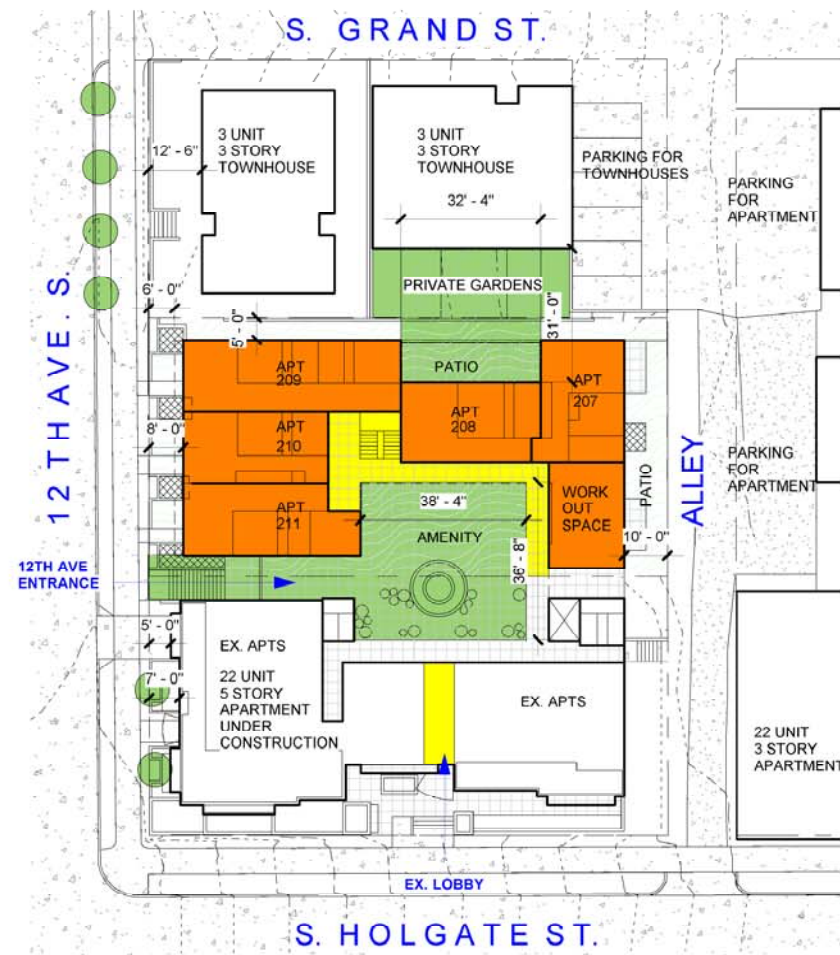 S. GRAND ST.
3 UNIT
3 STORY
TOWNHOUSE
3 UNIT
3 STORY
TOWNHOUSE
12' - 6"
PARKING FOR
TOWNHOUSES
PARKING
FOR
APARTMENT
32' - 4"
6' - 0"
PRIVATE GARDENS
5' - 0"
31' - 0"
12TH AVE. S.
APT
209
PATIO
APT
207
APT
208
8' - 0"
APT
210
ALLEY
PARKING
FOR
APARTMENT
PATIO
WORK
OUT
SPACE
APT
211
38' - 4"
AMENITY
36' - 8"
10' - 0"
12TH AVE
ENTRANCE
5' - 0"
7' - 0"
EX. APTS
22 UNIT
5 STORY
APARTMENT
UNDER
CONSTRUCTION
EX. APTS
22 UNIT
3 STORY
APARTMENT
EX. LOBBY
S. HOLGATE ST.